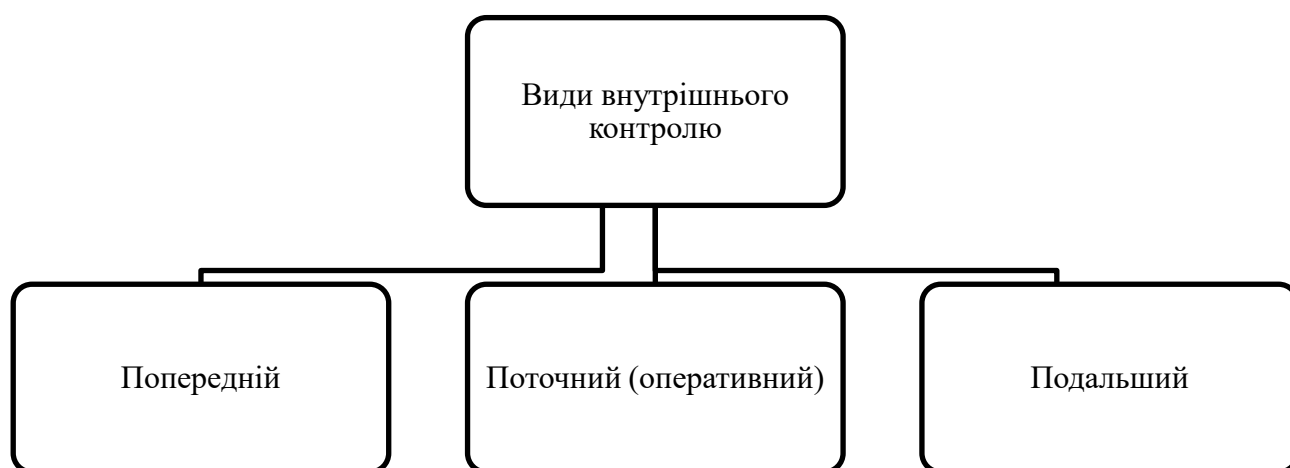 Види внутрішнього
контролю
Попередній
Поточний (оперативний)
Подальший